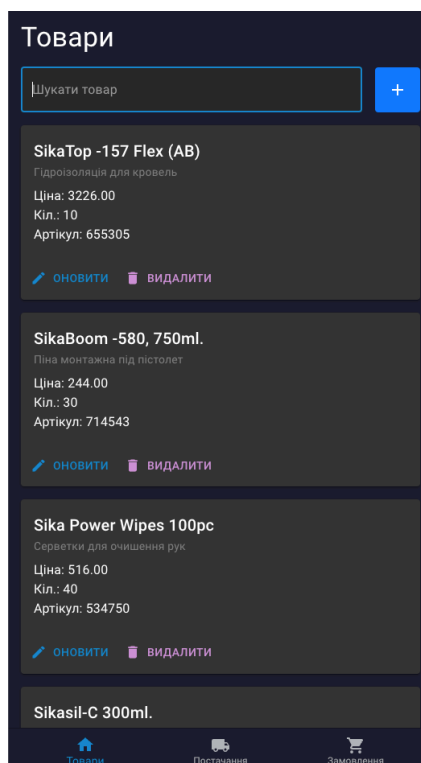 Товари
Шукати товар
+
SikaTop -157 Flex (AB)
Гідроізоляція для кровель
Ціна: 3226.00
Кіл.: 10
Артікул: 655305
ОНОВИТИ ВИДАЛИТИ
SikaBoom -580, 750ml.
Піна монтажна під пістолет
Ціна: 244.00
Кіл.: 30
Артікул: 714543
ОНОВИТИ ВИДАЛИТИ
Sika Power Wipes 100pc
Серветки для очишення рук
Ціна: 516.00
Кіл.: 40
Артікул: 534750
ОНОВИТИ ВИДАЛИТИ
Sikasil-C 300ml.
Товари Постачання Замовлення